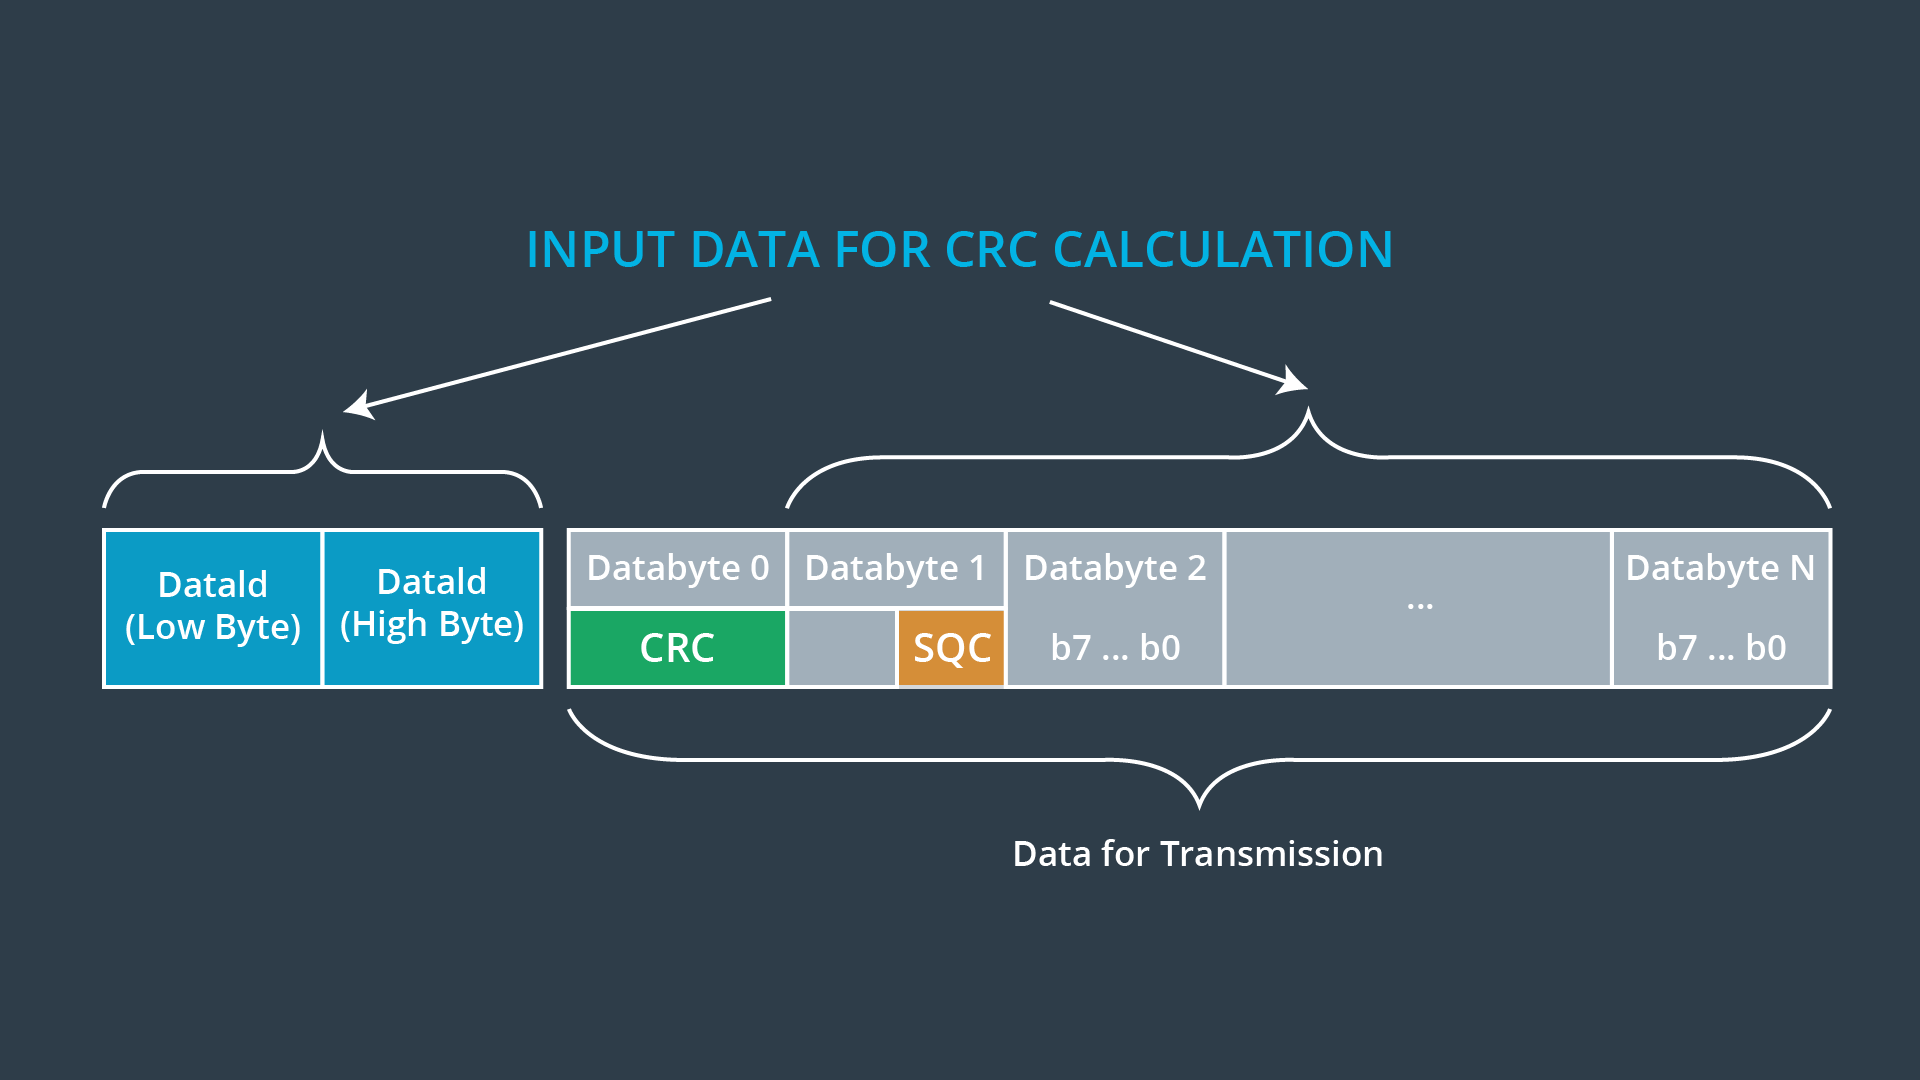 INPUT DATA FOR CRC CALCULATION
DataId
(Low Byte)
DataId
(High Byte)
Databyte 0
CRC
Databyte 1
SQC
Databyte 2
b7 ... b0
...
Databyte N
b7 ... b0
Data for Transmission